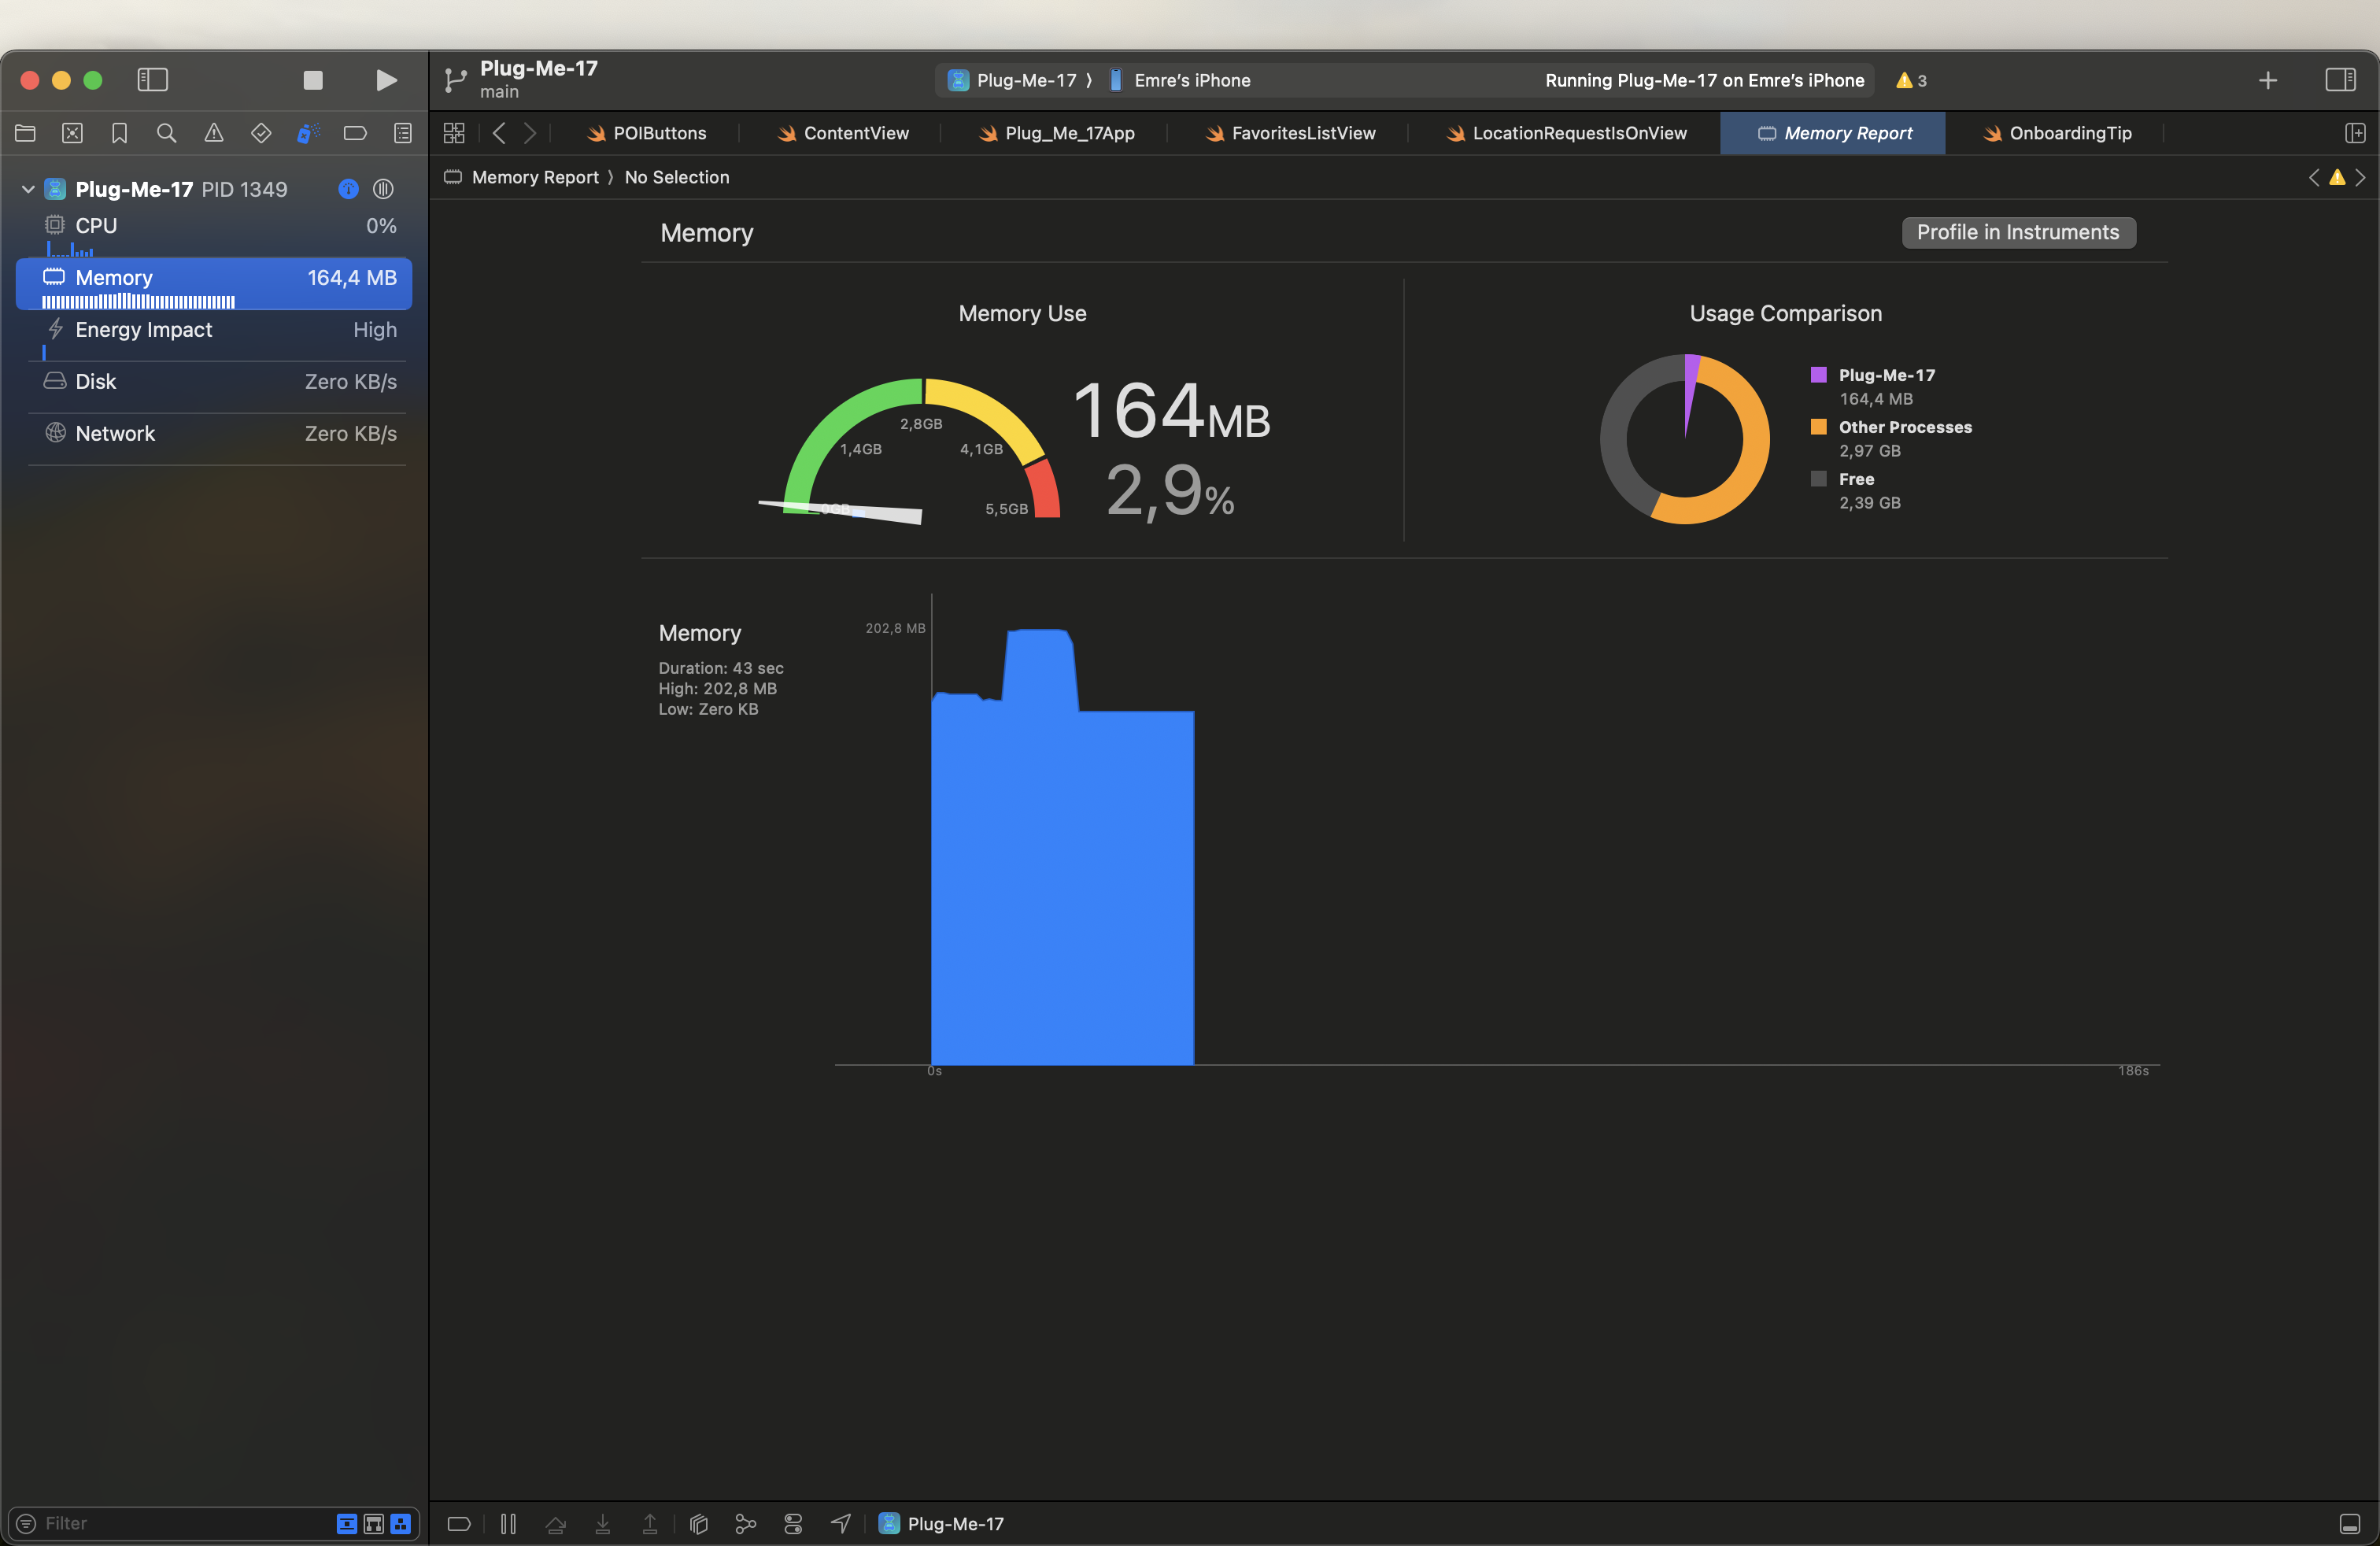 Plug-Me-17
main
Plug-Me-17 ⟩ Emre’s iPhone
Running Plug-Me-17 on Emre’s iPhone
3
POIButtons
ContentView
Plug_Me_17App
FavoritesListView
LocationRequestIsOnView
Memory Report
OnboardingTip
Plug-Me-17 PID 1349
CPU 0%
Memory 164,4 MB
Energy Impact High
Disk Zero KB/s
Network Zero KB/s
Memory Report ⟩ No Selection
Memory
Profile in Instruments
Memory Use
0GB
1,4GB
2,8GB
4,1GB
5,5GB
164MB
2,9%
Usage Comparison
Plug-Me-17
164,4 MB
Other Processes
2,97 GB
Free
2,39 GB
Memory
Duration: 43 sec
High: 202,8 MB
Low: Zero KB
202,8 MB
0s
186s
Filter
Plug-Me-17